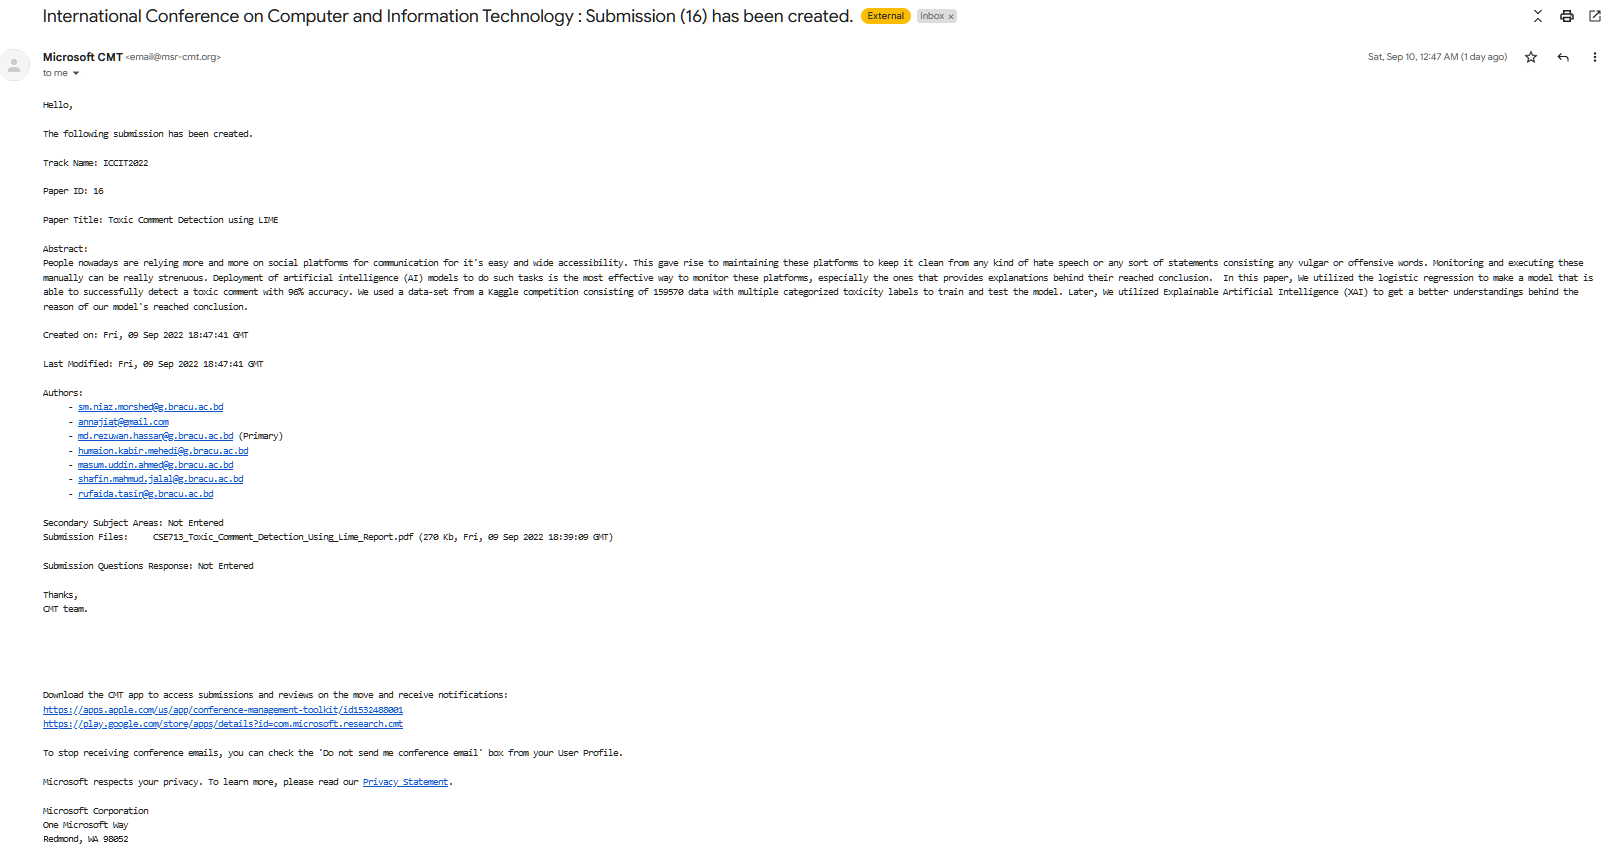 International Conference on Computer and Information Technology : Submission (16) has been created. External Inbox ×
Microsoft CMT <email@msr-cmt.org> Sat, Sep 10, 12:47 AM (1 day ago)
to me
Hello,
The following submission has been created.
Track Name: ICCIT2022
Paper ID: 16
Paper Title: Toxic Comment Detection using LIME
Abstract:
People nowadays are relying more and more on social platforms for communication for it's easy and wide accessibility. This gave rise to maintaining these platforms to keep it clean from any kind of hate speech or any sort of statements consisting any vulgar or offensive words. Monitoring and executing these
manually can be really strenuous. Deployment of artificial intelligence (AI) models to do such tasks is the most effective way to monitor these platforms, especially the ones that provides explanations behind their reached conclusion.  In this paper, We utilized the logistic regression to make a model that is
able to successfully detect a toxic comment with 96% accuracy. We used a data-set from a Kaggle competition consisting of 159570 data with multiple categorized toxicity labels to train and test the model. Later, We utilized Explainable Artificial Intelligence (XAI) to get a better understandings behind the
reason of our model's reached conclusion.
Created on: Fri, 09 Sep 2022 18:47:41 GMT
Last Modified: Fri, 09 Sep 2022 18:47:41 GMT
Authors:
- sm.niaz.morshed@g.bracu.ac.bd
- annajiat@gmail.com
- md.rezuwan.hassan@g.bracu.ac.bd (Primary)
- humaion.kabir.mehedi@g.bracu.ac.bd
- masum.uddin.ahmed@g.bracu.ac.bd
- shafin.mahmud.jalal@g.bracu.ac.bd
- rufaida.tasin@g.bracu.ac.bd
Secondary Subject Areas: Not Entered
Submission Files: CSE713_Toxic_Comment_Detection_Using_Lime_Report.pdf (270 Kb, Fri, 09 Sep 2022 18:39:09 GMT)
Submission Questions Response: Not Entered
Thanks,
CMT team.
Download the CMT app to access submissions and reviews on the move and receive notifications:
https://apps.apple.com/us/app/conference-management-toolkit/id1532488001
https://play.google.com/store/apps/details?id=com.microsoft.research.cmt
To stop receiving conference emails, you can check the 'Do not send me conference email' box from your User Profile.
Microsoft respects your privacy. To learn more, please read our Privacy Statement.
Microsoft Corporation
One Microsoft Way
Redmond, WA 98052